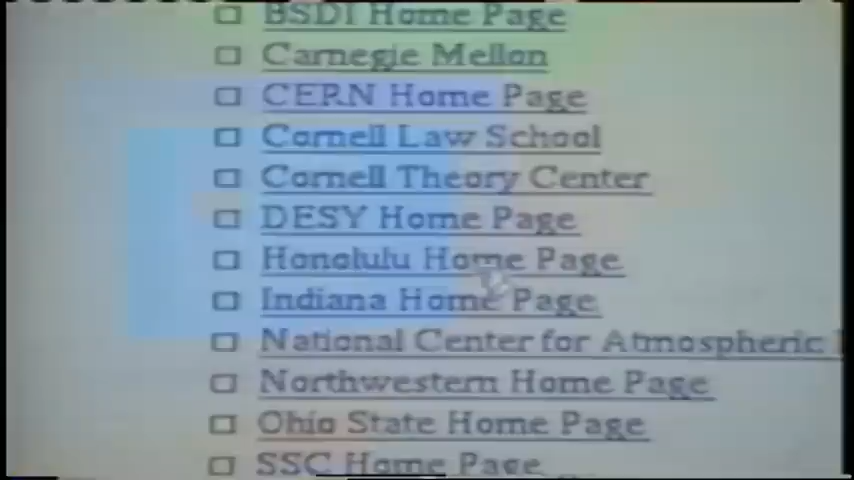 BSDI Home Page
Carnegie Mellon
CERN Home Page
Cornell Law School
Cornell Theory Center
DESY Home Page
Honolulu Home Page
Indiana Home Page
National Center for Atmospheric
Northwestern Home Page
Ohio State Home Page
SSC Home Page